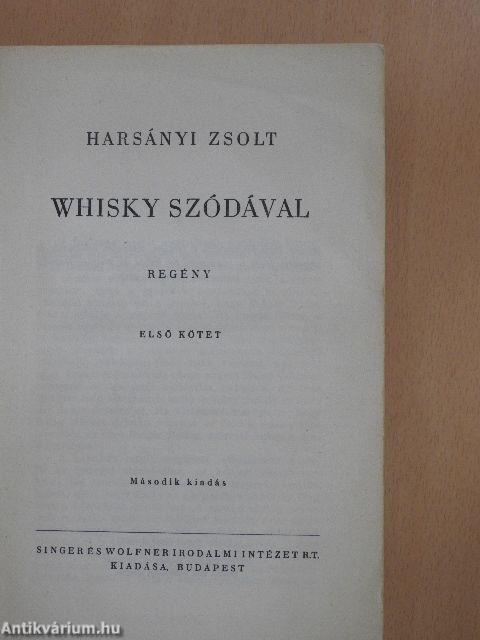 HARSÁNYI ZSOLT
WHISKY SZÓDÁVAL
REGÉNY
ELSŐ KÖTET
Második kiadás
SINGER ÉS WOLFNER IRODALMI INTÉZET R.T.
KIADÁSA, BUDAPEST
Antikvárium.hu